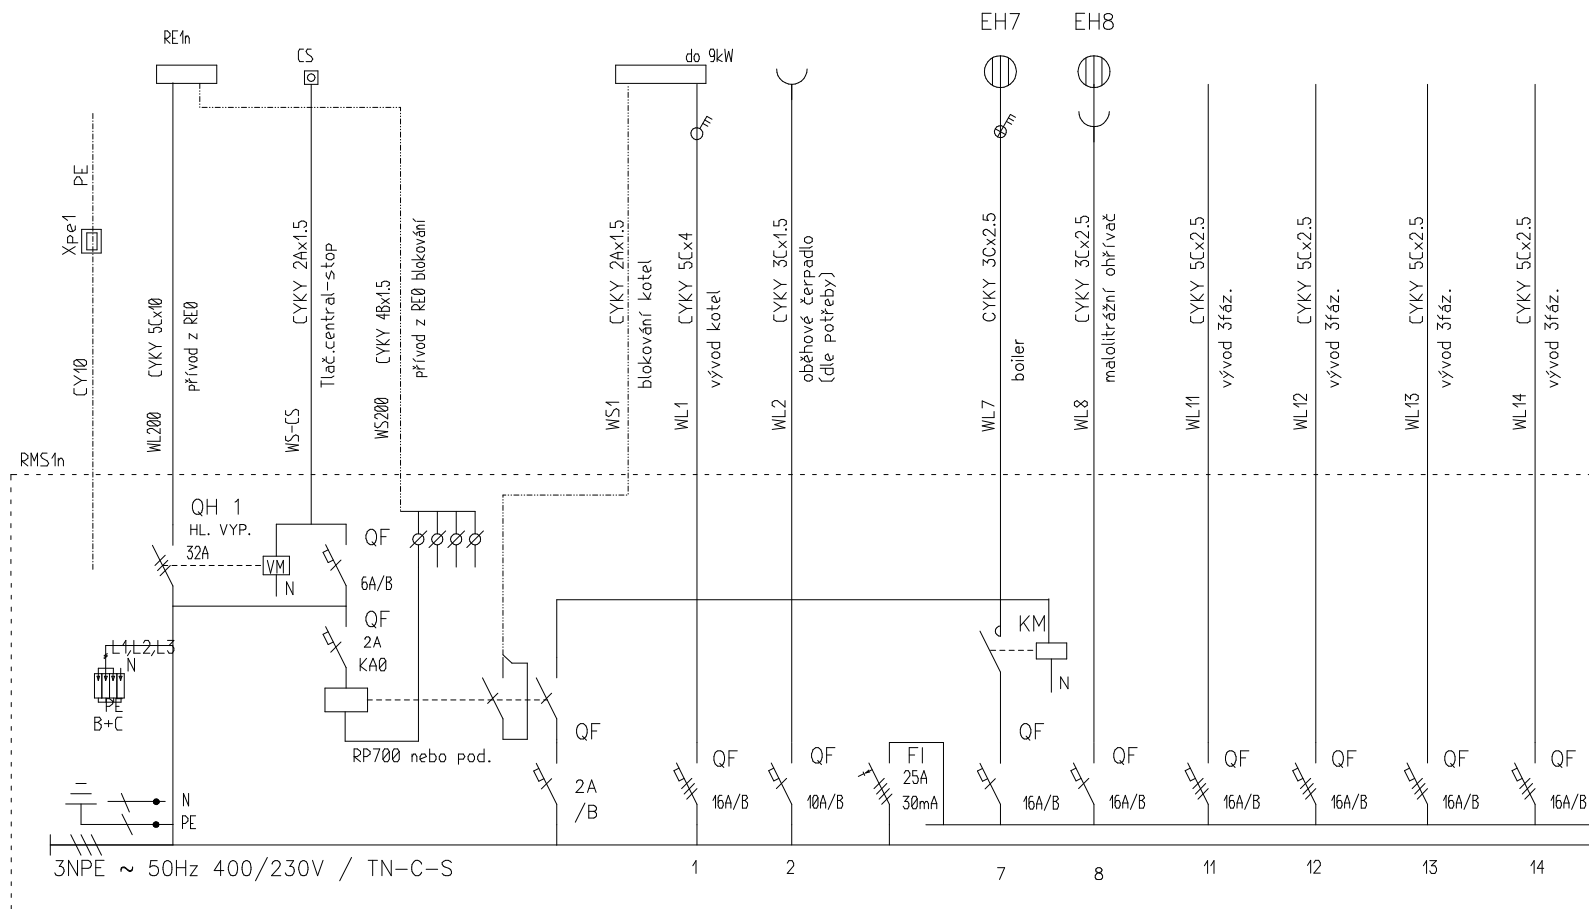 EH7
EH8
RE1n
CS
do 9kW
PE
Xpe1
CY10
CYKY 5Cx10
přívod z RE0
WL200
CYKY 2Ax1.5
Tlač.central-stop
WS-CS
CYKY 4Bx1.5
přívod z RE0 blokování
WS200
CYKY 2Ax1.5
blokování kotel
WS1
CYKY 5Cx4
vývod kotel
WL1
CYKY 3Cx1.5
oběhové čerpadlo
(dle potřeby)
WL2
CYKY 3Cx2.5
boiler
WL7
CYKY 3Cx2.5
malolitrážní ohřívač
WL8
CYKY 5Cx2.5
vývod 3fáz.
WL11
CYKY 5Cx2.5
vývod 3fáz.
WL12
CYKY 5Cx2.5
vývod 3fáz.
WL13
CYKY 5Cx2.5
vývod 3fáz.
WL14
RMS1n
QH 1
HL. VYP.
32A
VM
N
QF
6A/B
QF
2A
KA0
L1,L2,L3
N
PE
B+C
KM
N
RP700 nebo pod.
QF
2A
/B
QF
16A/B
QF
10A/B
FI
25A
30mA
QF
16A/B
QF
16A/B
QF
16A/B
QF
16A/B
QF
16A/B
QF
16A/B
N
PE
3NPE ~ 50Hz 400/230V / TN-C-S
1
2
7
8
11
12
13
14